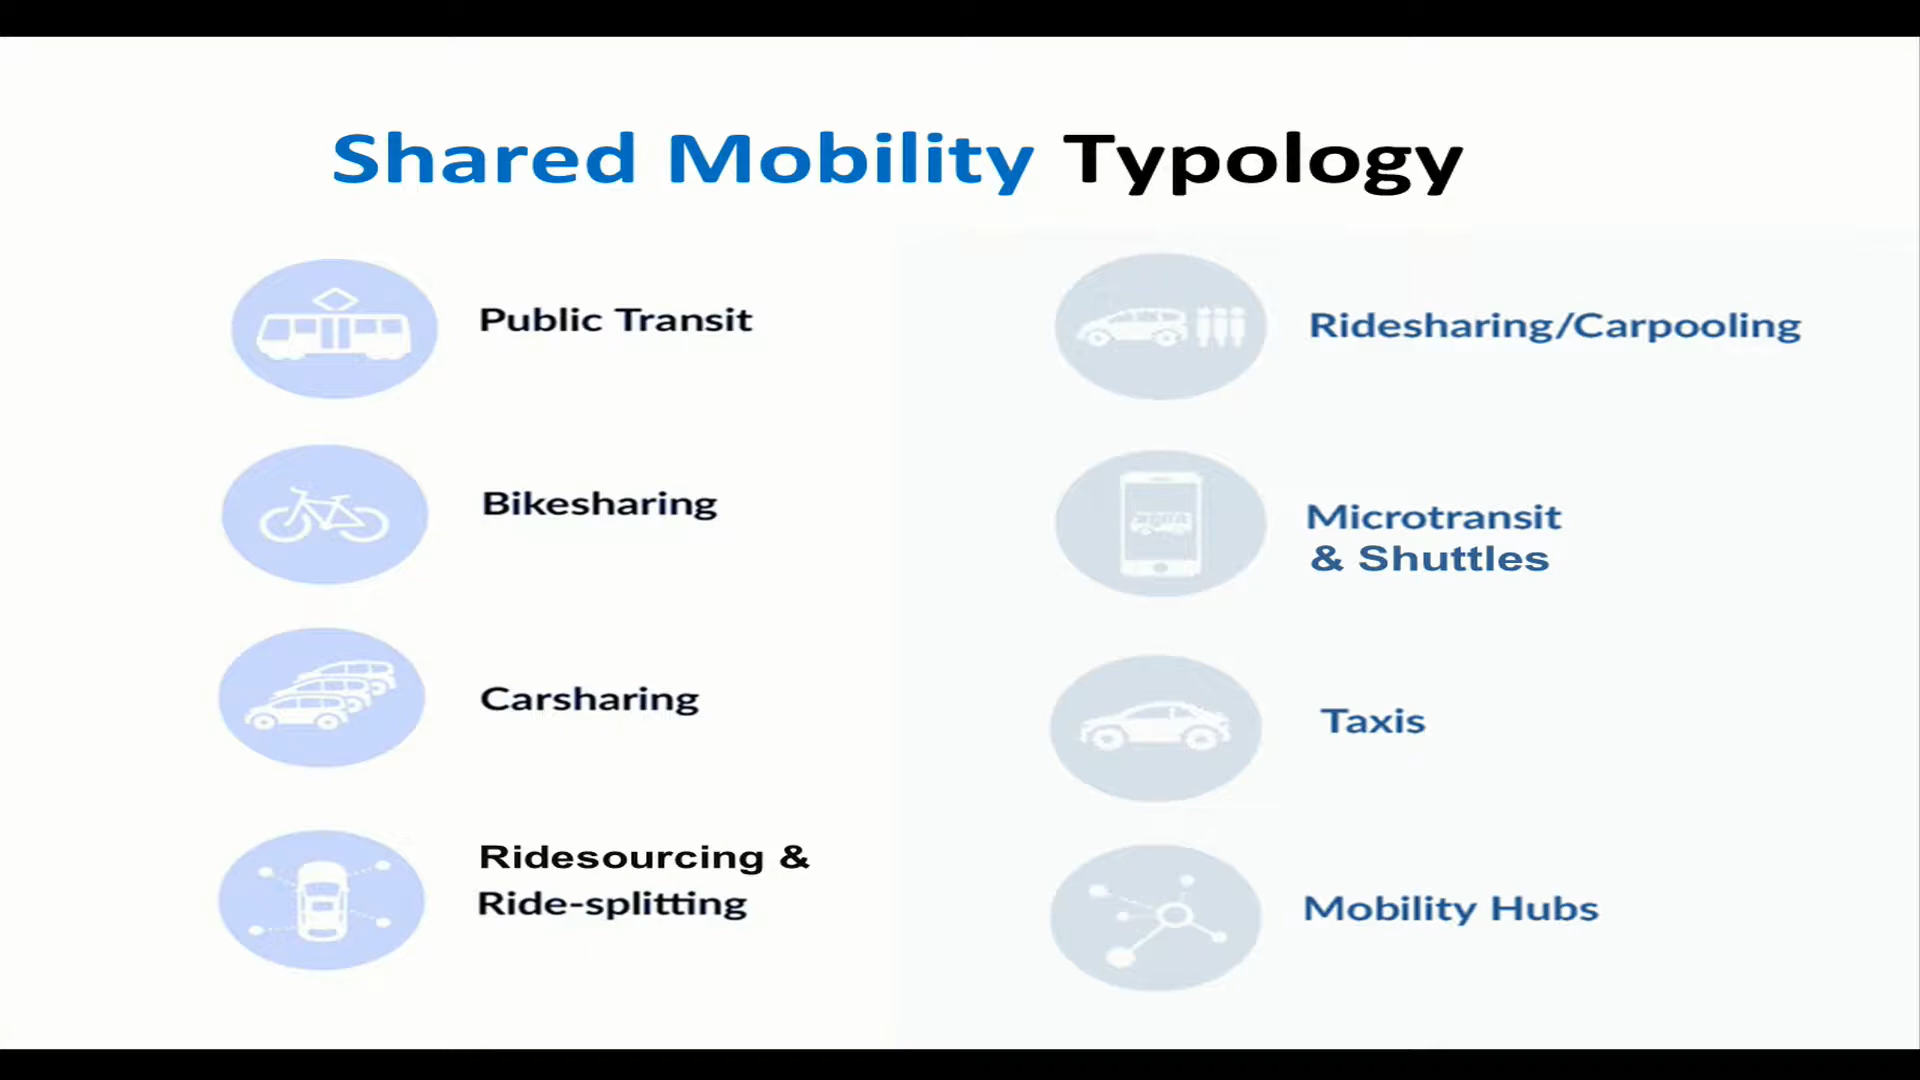 Shared Mobility Typology
Public Transit
Bikesharing
Carsharing
Ridesourcing &
Ride-splitting
Ridesharing/Carpooling
Microtransit
& Shuttles
Taxis
Mobility Hubs